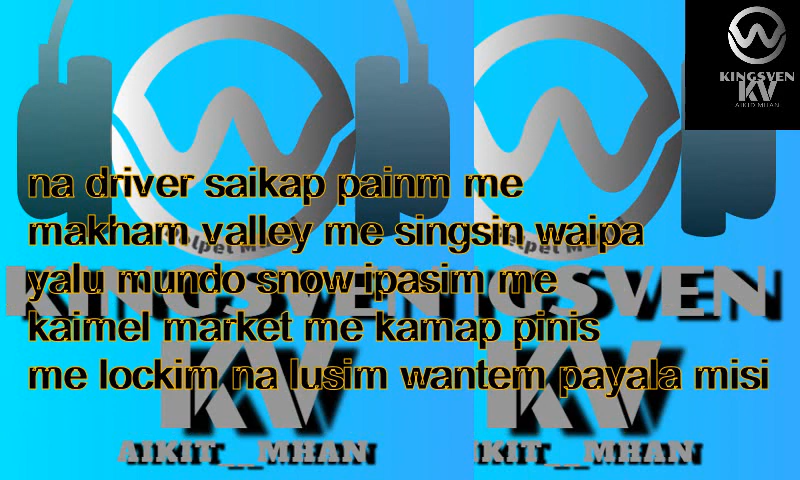 KINGSVEN
KV
AIKIT MHAN
na driver saikap painm me
makham valley me singsin waipa
yalu mundo snow ipasim me
kaimel market me kamap pinis
me lockim na lusim wantem payala misi
KINGSVEN
KV
AIKIT__MHAN
GSVEN
KV
IKIT__MHAN